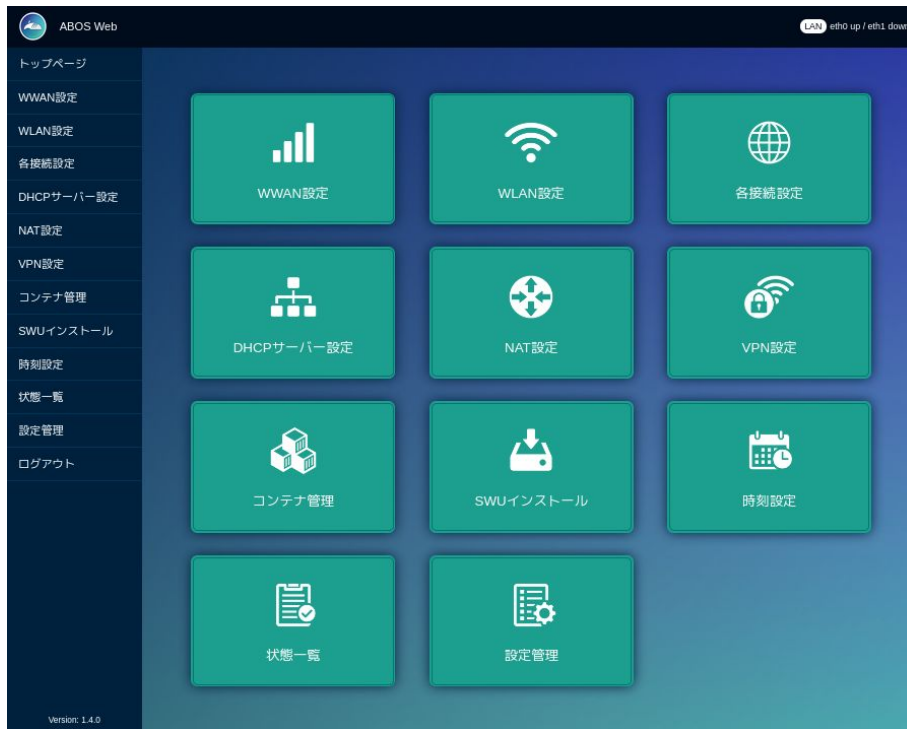 ABOS Web
LAN eth0 up / eth1 down
トップページ
WWAN設定
WLAN設定
各接続設定
DHCPサーバー設定
NAT設定
VPN設定
コンテナ管理
SWUインストール
時刻設定
状態一覧
設定管理
ログアウト
WWAN設定
WLAN設定
各接続設定
DHCPサーバー設定
NAT設定
VPN設定
コンテナ管理
SWUインストール
時刻設定
状態一覧
設定管理
Version: 1.4.0